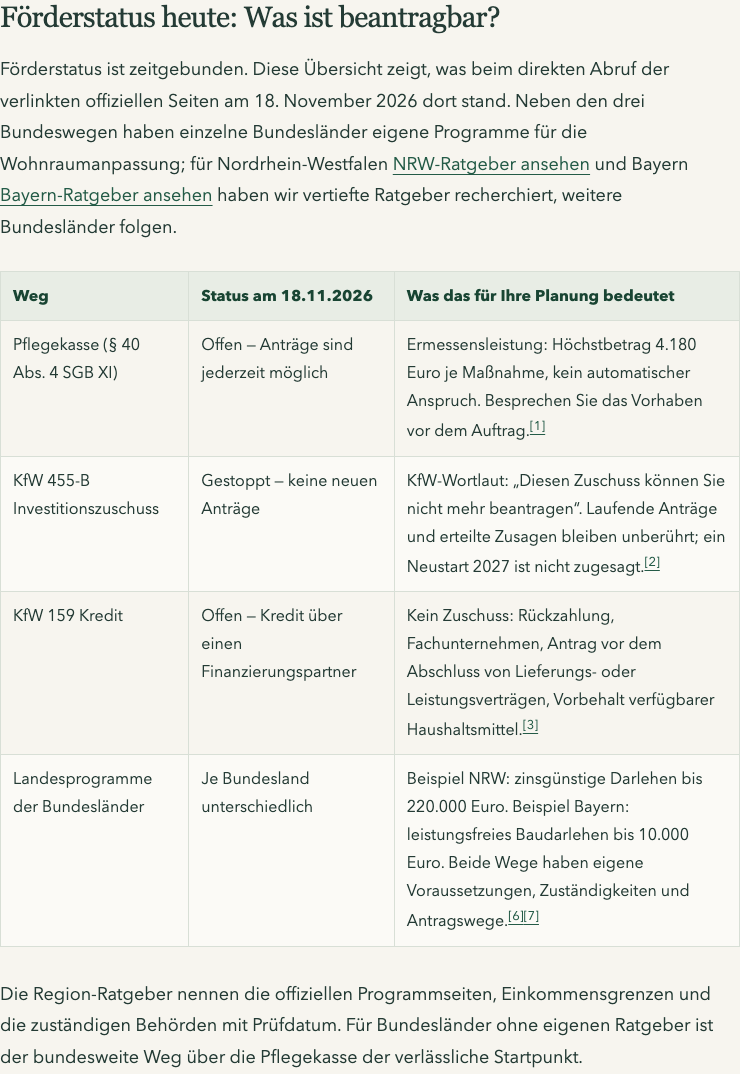 Förderstatus heute: Was ist beantragbar?
Förderstatus ist zeitgebunden. Diese Übersicht zeigt, was beim direkten Abruf der
verlinkten offiziellen Seiten am 18. November 2026 dort stand. Neben den drei
Bundeswegen haben einzelne Bundesländer eigene Programme für die
Wohnraumanpassung; für Nordrhein-Westfalen NRW-Ratgeber ansehen und Bayern
Bayern-Ratgeber ansehen haben wir vertiefte Ratgeber recherchiert, weitere
Bundesländer folgen.
Weg
Status am 18.11.2026
Was das für Ihre Planung bedeutet
Pflegekasse (§ 40
Abs. 4 SGB XI)
Offen – Anträge sind
jederzeit möglich
Ermessensleistung: Höchstbetrag 4.180
Euro je Maßnahme, kein automatischer
Anspruch. Besprechen Sie das Vorhaben
vor dem Auftrag.[1]
KfW 455-B
Investitionszuschuss
Gestoppt – keine neuen
Anträge
KfW-Wortlaut: „Diesen Zuschuss können Sie
nicht mehr beantragen“. Laufende Anträge
und erteilte Zusagen bleiben unberührt; ein
Neustart 2027 ist nicht zugesagt.[2]
KfW 159 Kredit
Offen – Kredit über
einen
Finanzierungspartner
Kein Zuschuss: Rückzahlung,
Fachunternehmen, Antrag vor dem
Abschluss von Lieferungs- oder
Leistungsverträgen, Vorbehalt verfügbarer
Haushaltsmittel.[3]
Landesprogramme
der Bundesländer
Je Bundesland
unterschiedlich
Beispiel NRW: zinsgünstige Darlehen bis
220.000 Euro. Beispiel Bayern:
leistungsfreies Baudarlehen bis 10.000
Euro. Beide Wege haben eigene
Voraussetzungen, Zuständigkeiten und
Antragswege.[6][7]
Die Region-Ratgeber nennen die offiziellen Programmseiten, Einkommensgrenzen und
die zuständigen Behörden mit Prüfdatum. Für Bundesländer ohne eigenen Ratgeber ist
der bundesweite Weg über die Pflegekasse der verlässliche Startpunkt.